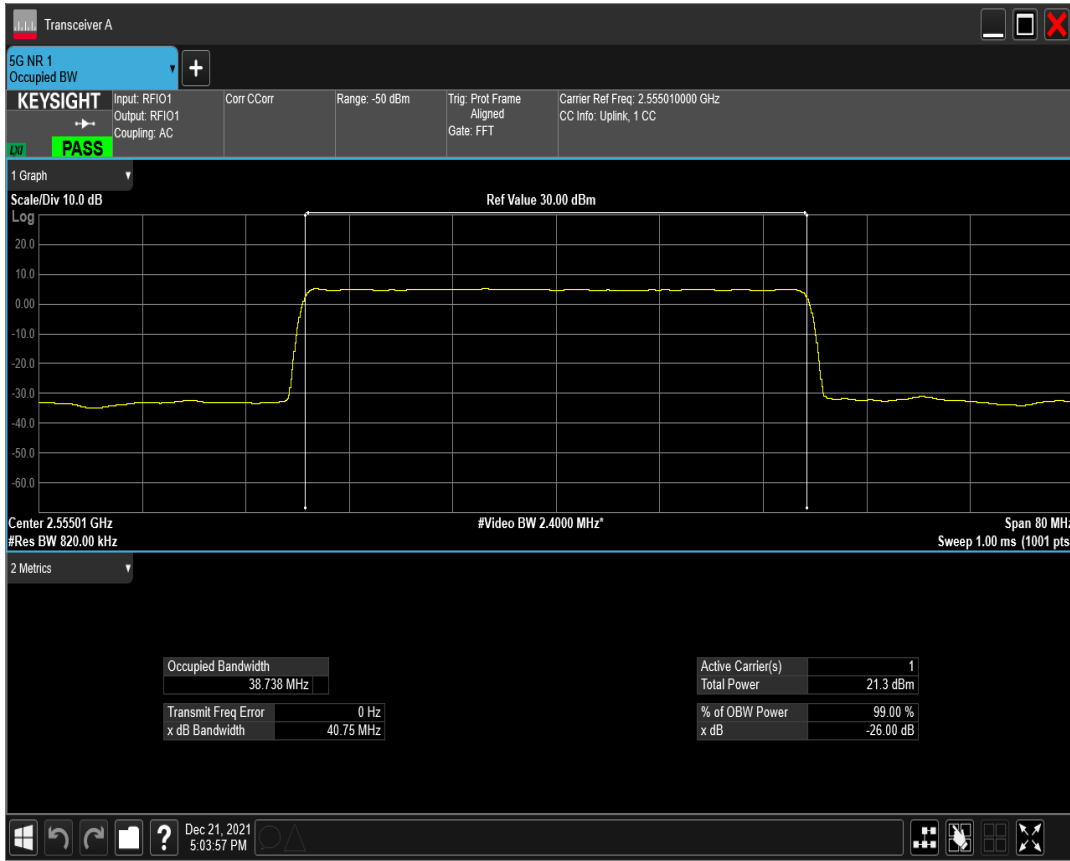 Transceiver A
5G NR 1
Occupied BW
+
KEYSIGHT
LXI
PASS
Input: RFIO1
Output: RFIO1
Coupling: AC
Corr CCorr
Range: -50 dBm
Trig: Prot Frame
Aligned
Gate: FFT
Carrier Ref Freq: 2.555010000 GHz
CC Info: Uplink, 1 CC
1 Graph
Scale/Div 10.0 dB
Ref Value 30.00 dBm
Log
20.0
10.0
0.00
-10.0
-20.0
-30.0
-40.0
-50.0
-60.0
Center 2.55501 GHz
#Video BW 2.4000 MHz*
Span 80 MHz
#Res BW 820.00 kHz
Sweep 1.00 ms (1001 pts
2 Metrics
Occupied Bandwidth
38.738 MHz
Transmit Freq Error 0 Hz
x dB Bandwidth 40.75 MHz
Active Carrier(s) 1
Total Power 21.3 dBm
% of OBW Power 99.00 %
x dB -26.00 dB
?
Dec 21, 2021
5:03:57 PM